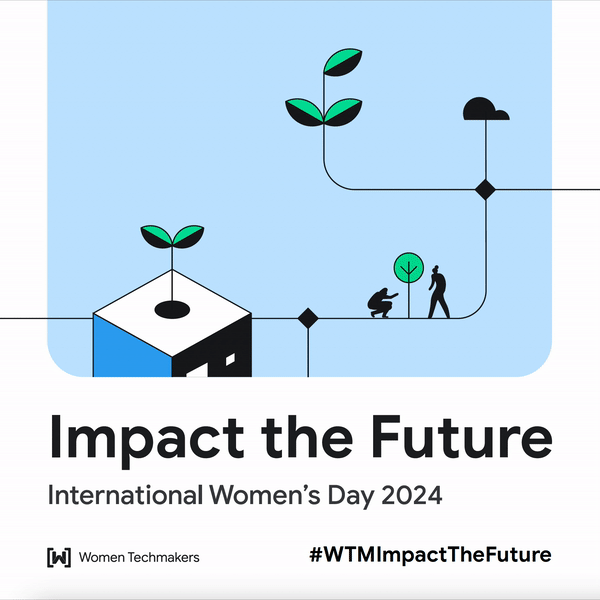 Impact the Future
International Women's Day 2024
[W] Women Techmakers
#WTMImpactTheFuture